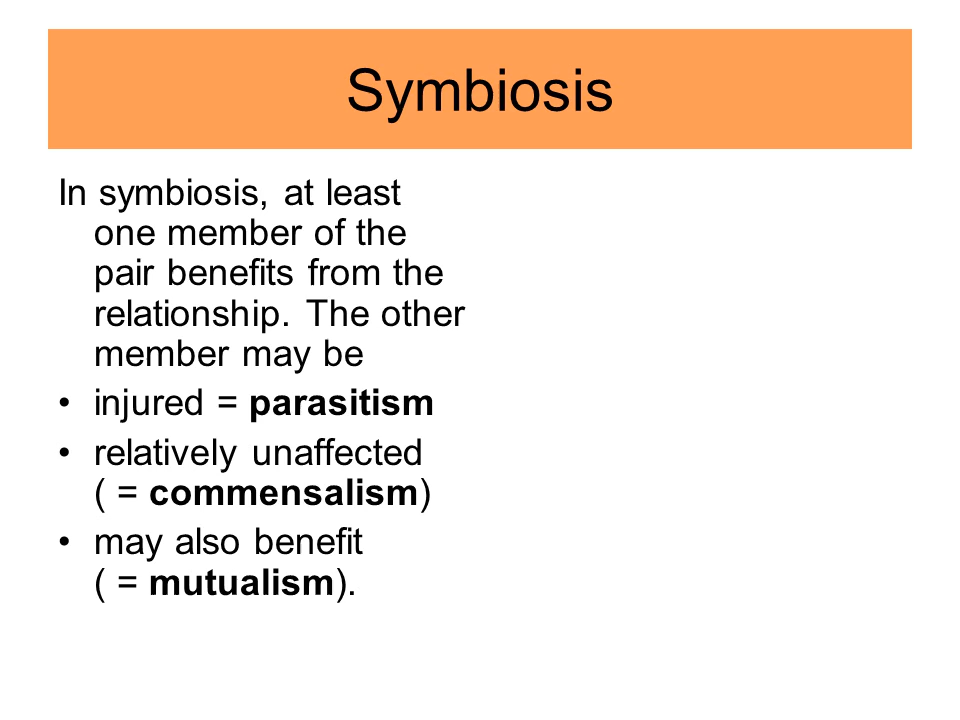 Symbiosis
In symbiosis, at least
one member of the
pair benefits from the
relationship. The other
member may be
• injured = parasitism
• relatively unaffected
( = commensalism)
• may also benefit
( = mutualism).